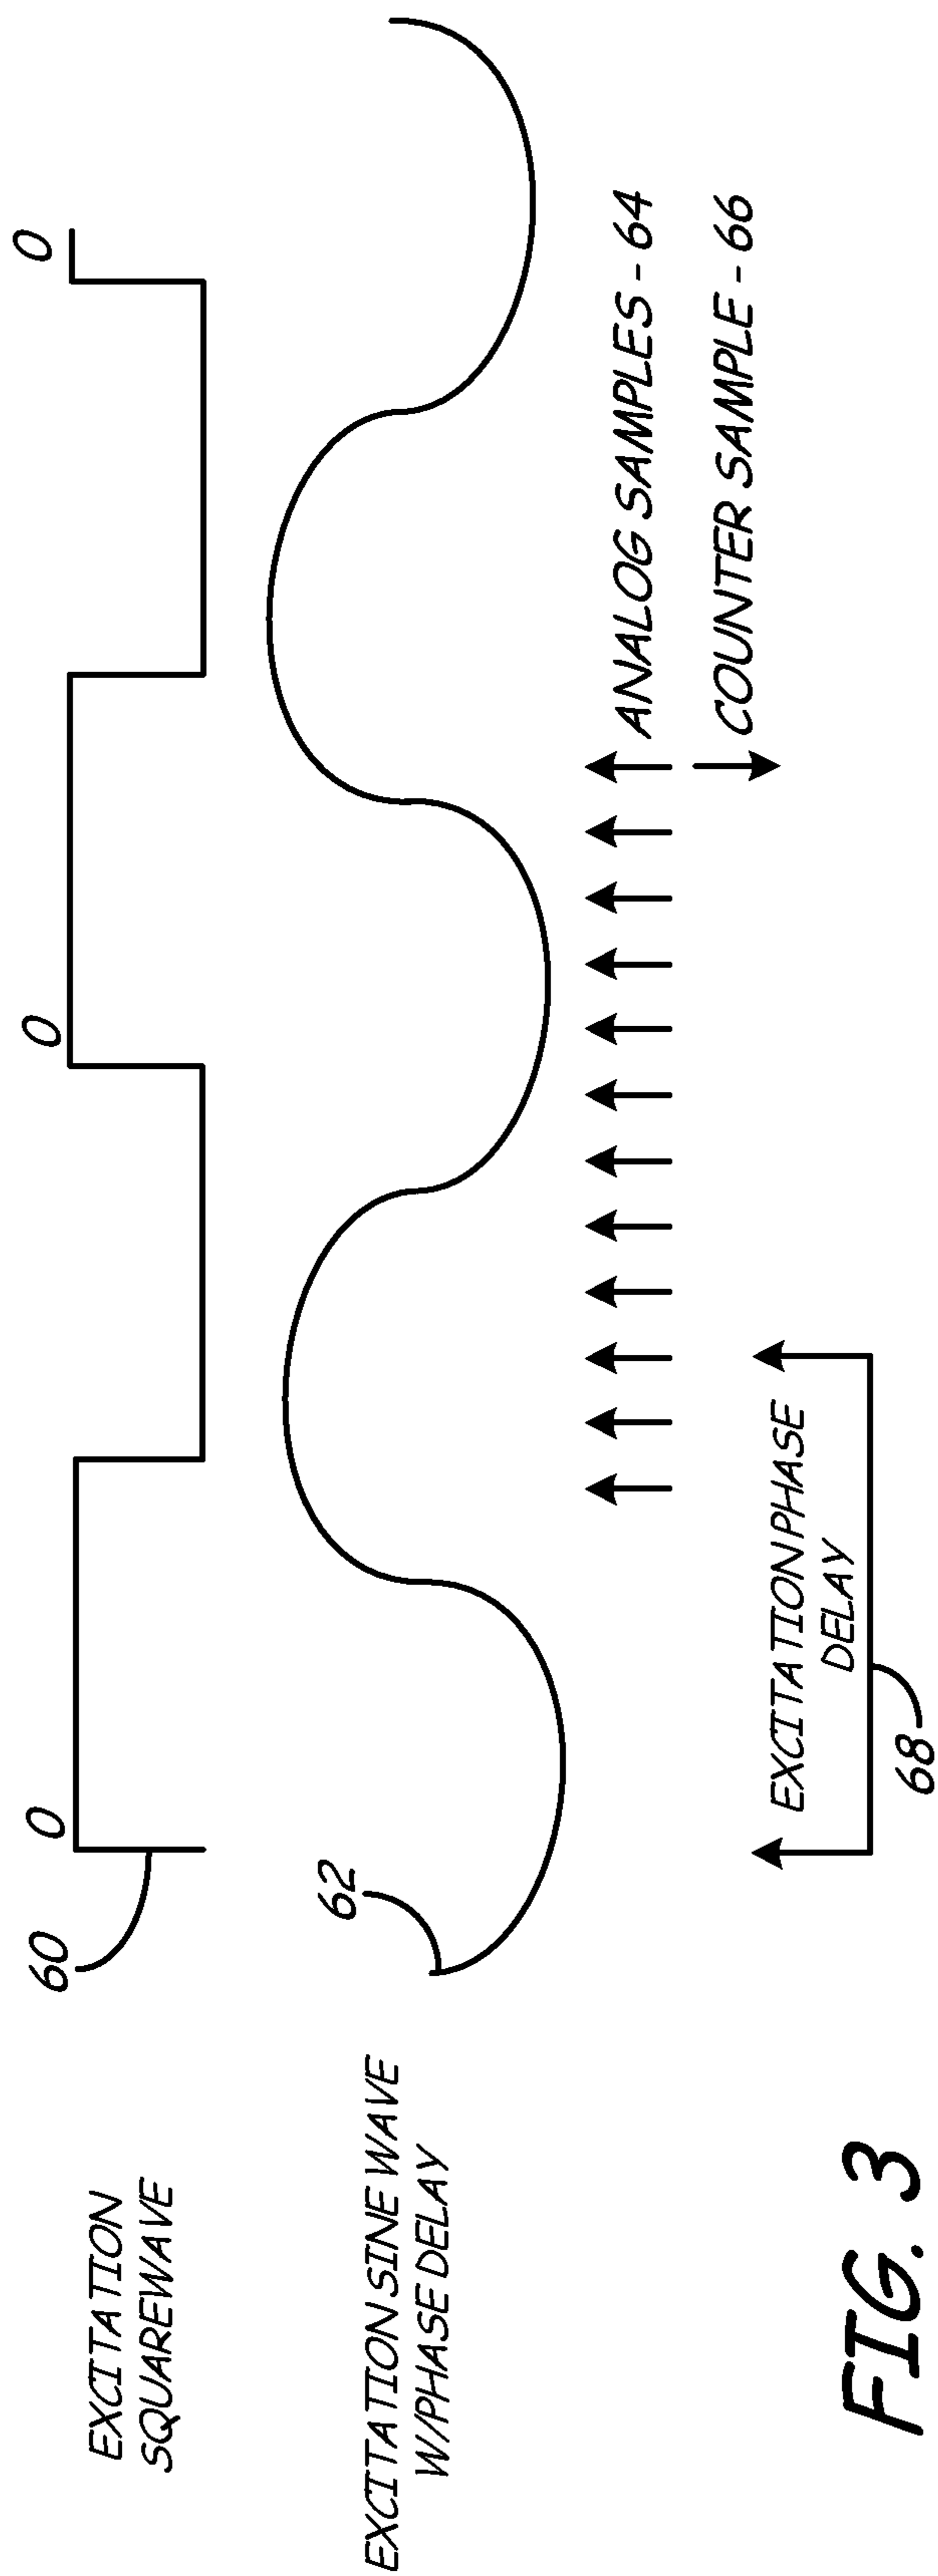 EXCITATION
SQUAREWAVE
60
0
0
0
EXCITATION SINE WAVE
W/PHASE DELAY
62
ANALOG SAMPLES - 64
COUNTER SAMPLE - 66
EXCITATION PHASE
DELAY
68
FIG. 3